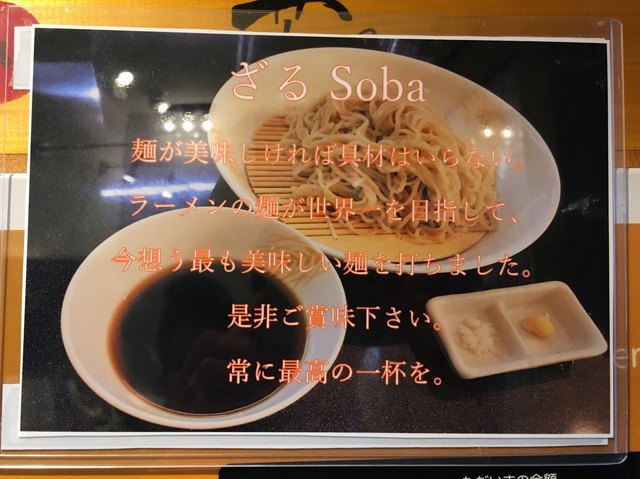 ざる Soba
麺が美味しければ具材はいらない。
ラーメンの麺が世界一を目指して、
今想う最も美味しい麺を打ちました。
是非ご賞味下さい。
常に最高の一杯を。